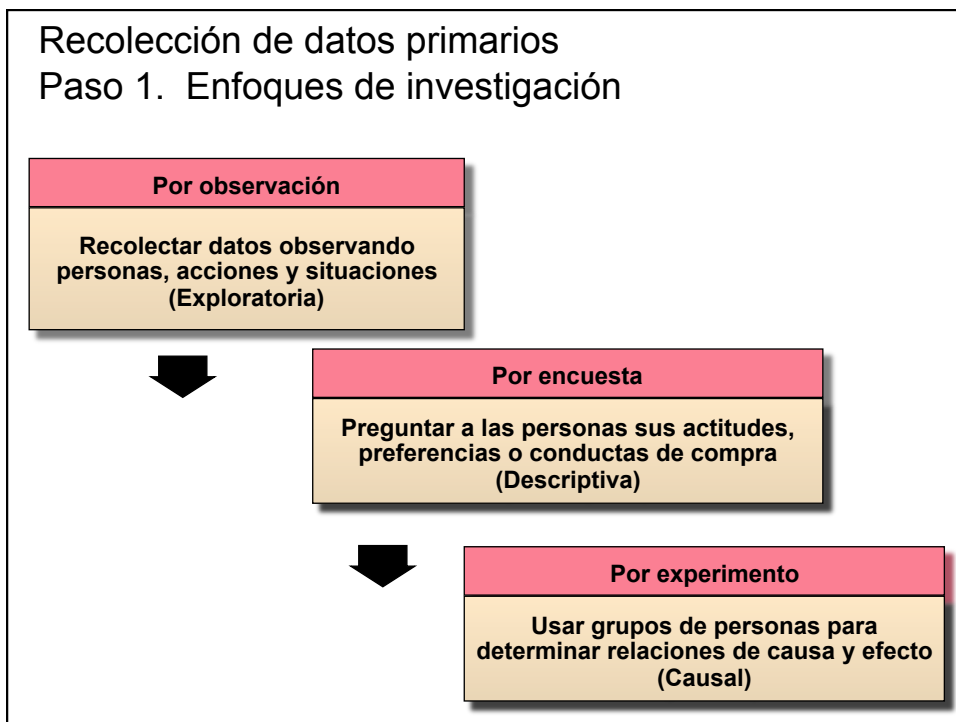 Recolección de datos primarios
Paso 1. Enfoques de investigación
Por observación
Recolectar datos observando
personas, acciones y situaciones
(Exploratoria)
Por encuesta
Preguntar a las personas sus actitudes,
preferencias o conductas de compra
(Descriptiva)
Por experimento
Usar grupos de personas para
determinar relaciones de causa y efecto
(Causal)